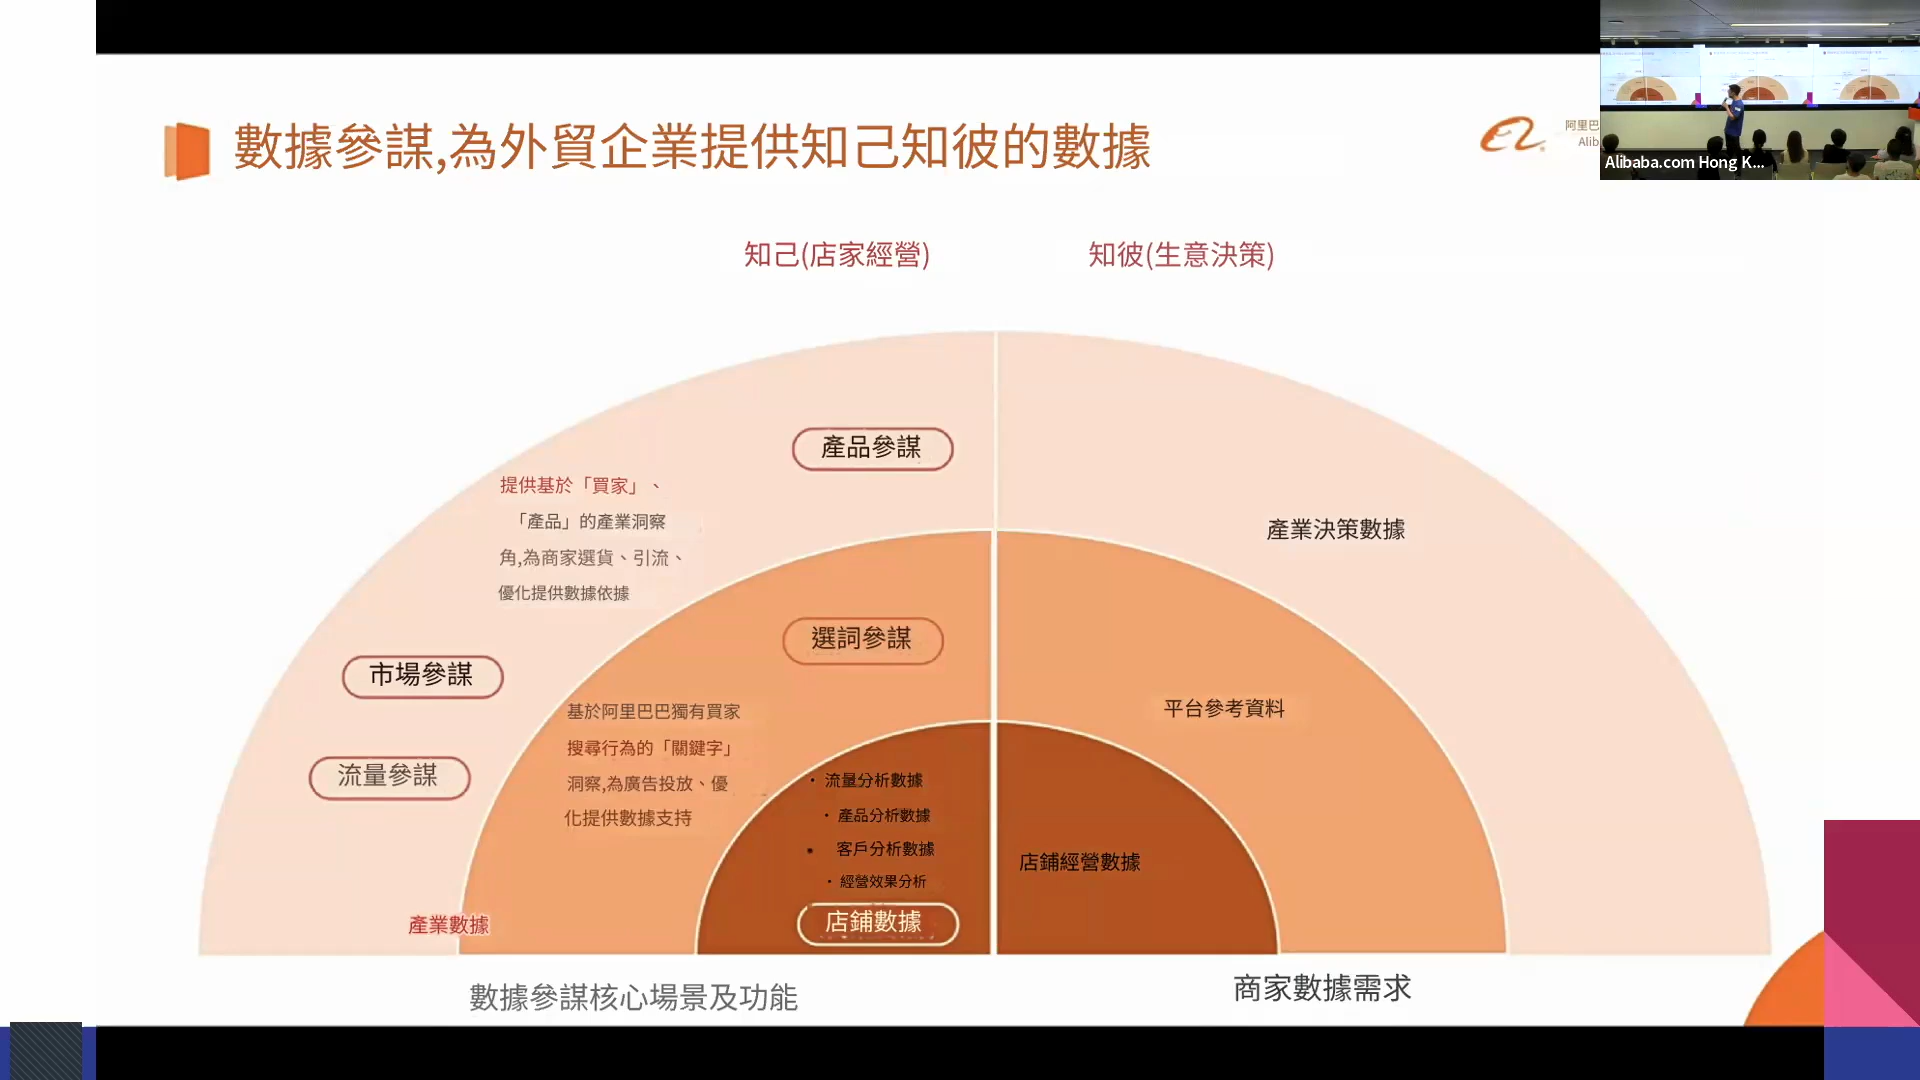 數據參謀,為外貿企業提供知己知彼的數據
阿里巴
Alib
Alibaba.com Hong K...
知己(店家經營)
知彼(生意決策)
產品參謀
提供基於「買家」、
「產品」的產業洞察
角,為商家選貨、引流、
優化提供數據依據
產業決策數據
選詞參謀
市場參謀
基於阿里巴巴獨有買家
搜尋行為的「關鍵字」
洞察,為廣告投放、優
化提供數據支持
平台參考資料
流量參謀
• 流量分析數據
• 產品分析數據
• 客戶分析數據
• 經營效果分析
店鋪經營數據
店鋪數據
產業數據
數據參謀核心場景及功能
商家數據需求